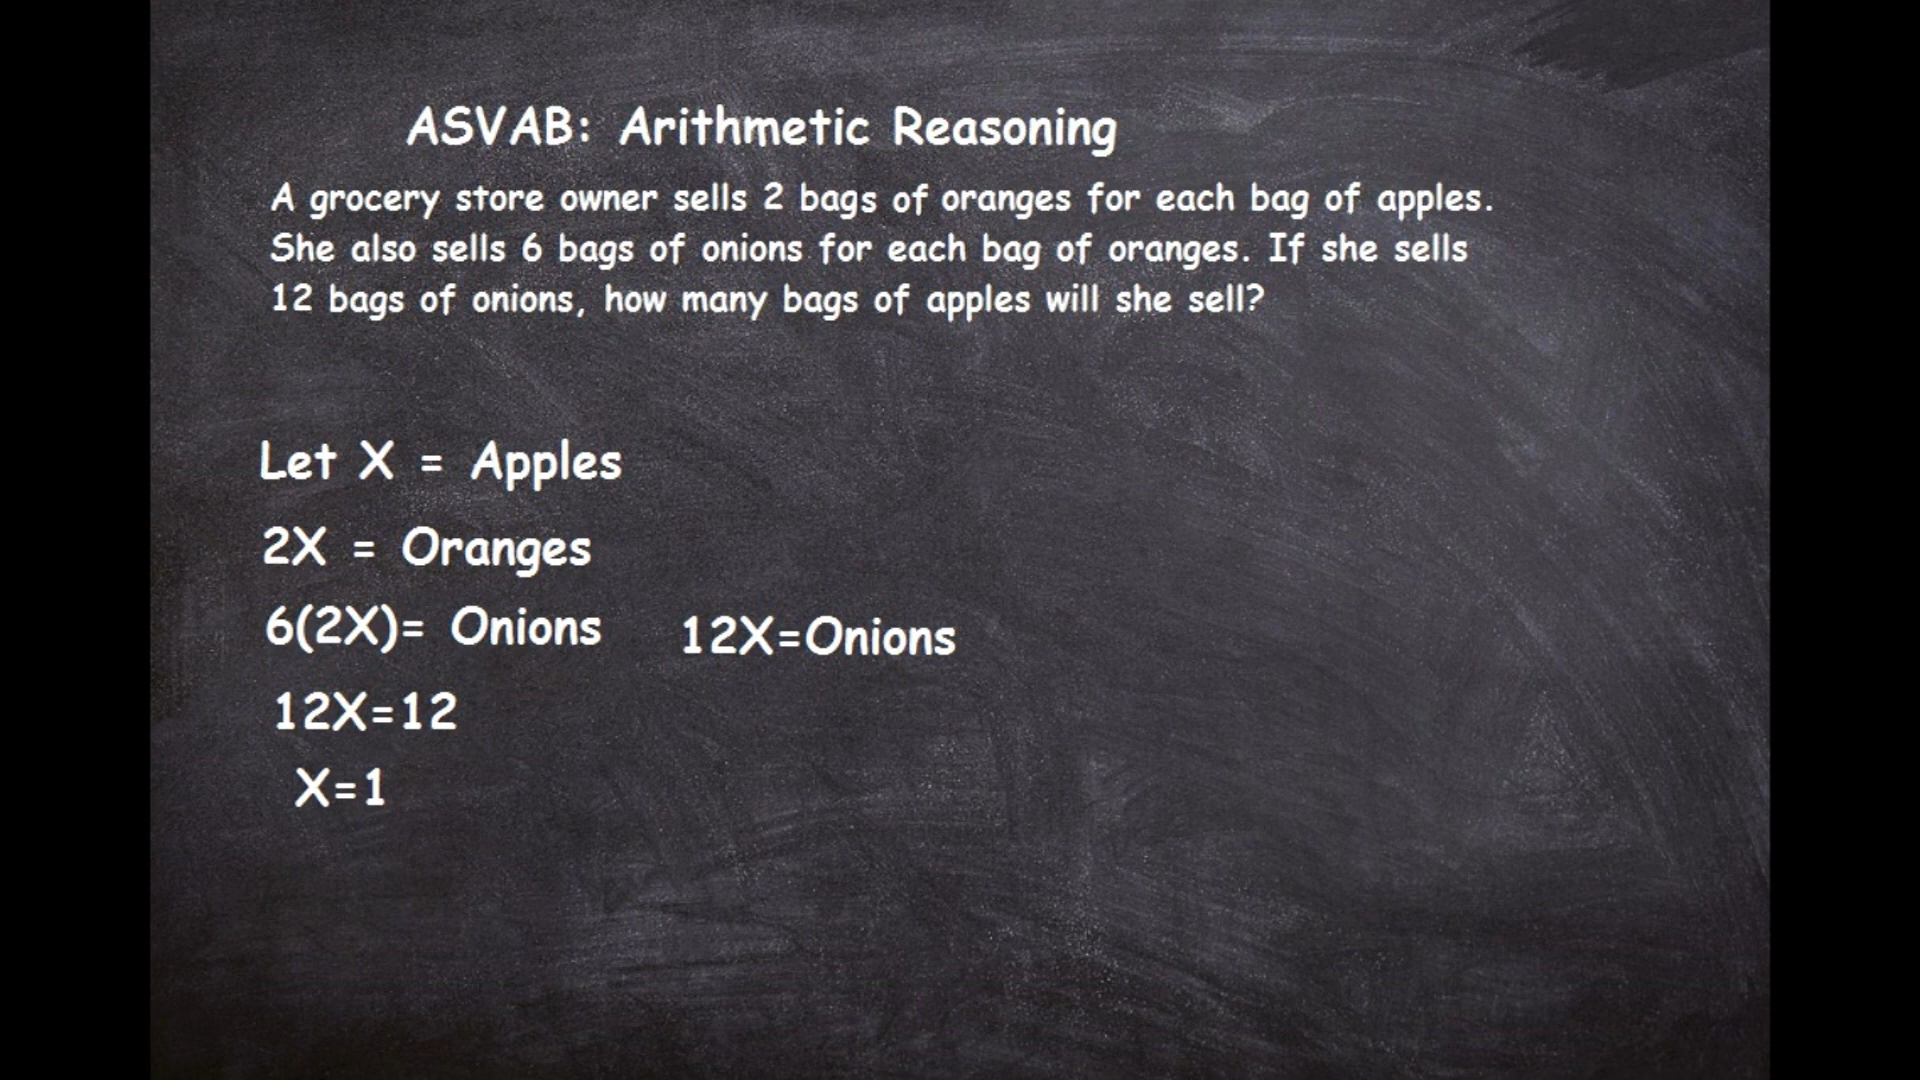 ASVAB: Arithmetic Reasoning
A grocery store owner sells 2 bags of oranges for each bag of apples.
She also sells 6 bags of onions for each bag of oranges. If she sells
12 bags of onions, how many bags of apples will she sell?
Let X = Apples
2X = Oranges
6(2X)= Onions 12X=Onions
12X=12
X=1